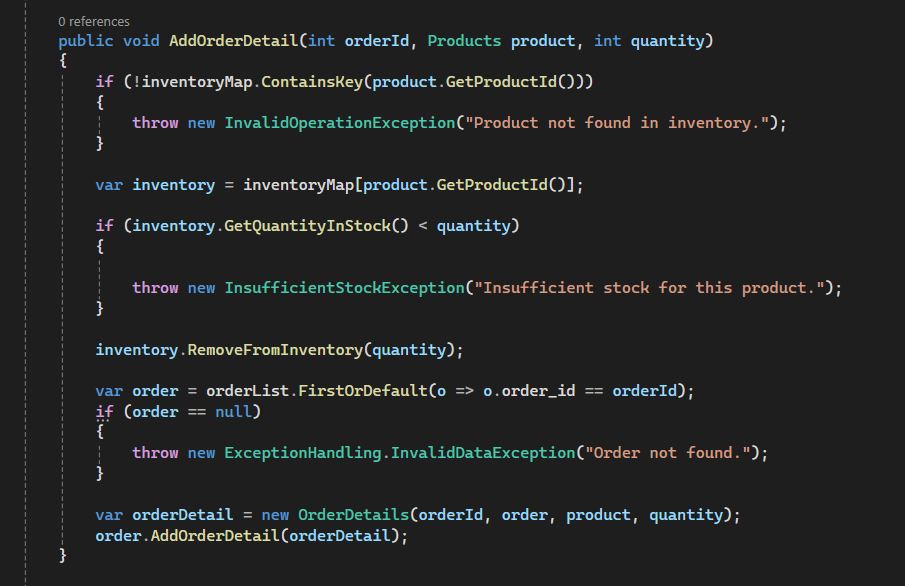 0 references
public void AddOrderDetail(int orderId, Products product, int quantity)
{
if (!inventoryMap.ContainsKey(product.GetProductId()))
{
throw new InvalidOperationException("Product not found in inventory.");
}
var inventory = inventoryMap[product.GetProductId()];
if (inventory.GetQuantityInStock() < quantity)
{
throw new InsufficientStockException("Insufficient stock for this product.");
}
inventory.RemoveFromInventory(quantity);
var order = orderList.FirstOrDefault(o => o.order_id == orderId);
if (order == null)
{
throw new ExceptionHandling.InvalidDataException("Order not found.");
}
var orderDetail = new OrderDetails(orderId, order, product, quantity);
order.AddOrderDetail(orderDetail);
}